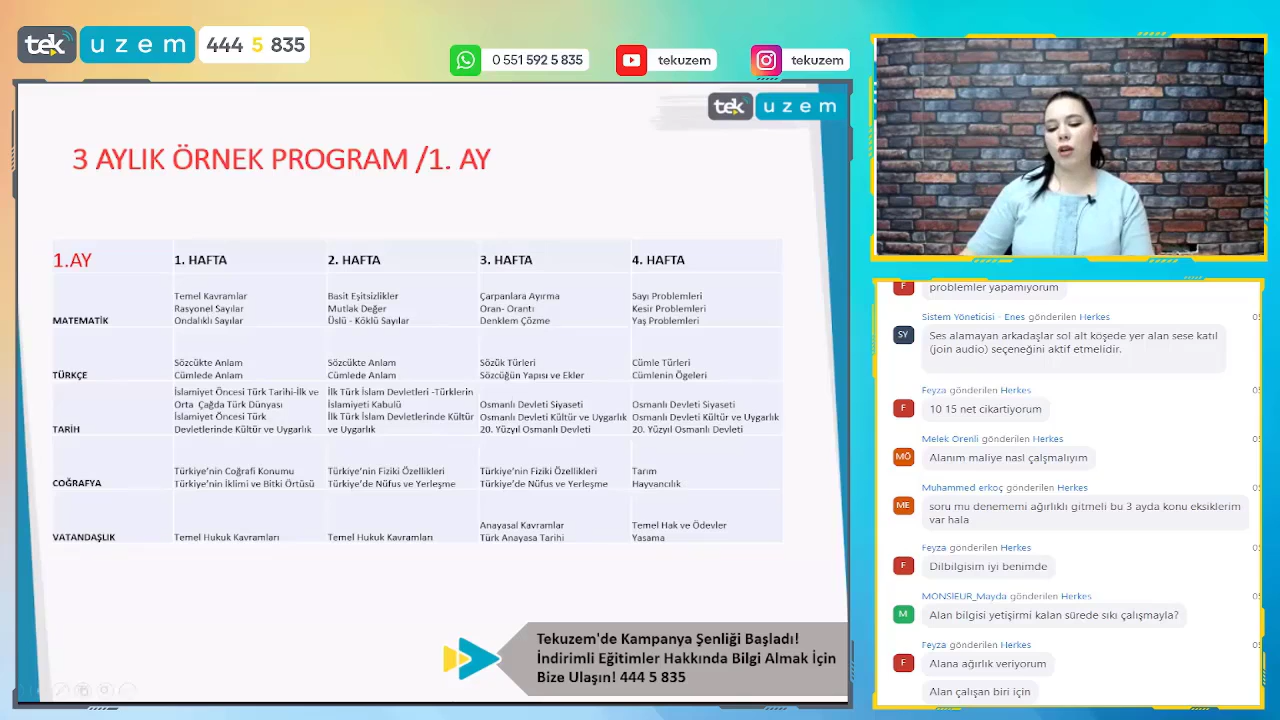 tek uzem 444 5 835
0 551 592 5 835
tekuzem
tekuzem
tek uzem
3 AYLIK ÖRNEK PROGRAM /1. AY
1.AY 1. HAFTA 2. HAFTA 3. HAFTA 4. HAFTA
Temel Kavramlar
Rasyonel Sayılar
Ondalıklı Sayılar
Basit Eşitsizlikler
Mutlak Değer
Üslü - Köklü Sayılar
Çarpanlara Ayırma
Oran- Orantı
Denklem Çözme
Sayı Problemleri
Kesir Problemleri
Yaş Problemleri
MATEMATİK
Sözcükte Anlam
Cümlede Anlam
Sözcükte Anlam
Cümlede Anlam
Sözük Türleri
Sözcüğün Yapısı ve Ekler
Cümle Türleri
Cümlenin Ögeleri
TÜRKÇE
İslamiyet Öncesi Türk Tarihi-İlk ve
Orta Çağda Türk Dünyası
İslamiyet Öncesi Türk
Devletlerinde Kültür ve Uygarlık
İlk Türk İslam Devletleri -Türklerin
İslamiyeti Kabulü
İlk Türk İslam Devletlerinde Kültür
ve Uygarlık
Osmanlı Devleti Siyaseti
Osmanlı Devleti Kültür ve Uygarlık
20. Yüzyıl Osmanlı Devleti
Osmanlı Devleti Siyaseti
Osmanlı Devleti Kültür ve Uygarlık
20. Yüzyıl Osmanlı Devleti
TARİH
Türkiye'nin Coğrafi Konumu
Türkiye'nin İklimi ve Bitki Örtüsü
Türkiye'nin Fiziki Özellikleri
Türkiye'de Nüfus ve Yerleşme
Türkiye'nin Fiziki Özellikleri
Türkiye'de Nüfus ve Yerleşme
Tarım
Hayvancılık
COĞRAFYA
Temel Hukuk Kavramları
Temel Hukuk Kavramları
Anayasal Kavramlar
Türk Anayasa Tarihi
Temel Hak ve Ödevler
Yasama
VATANDAŞLIK
Tekuzem'de Kampanya Şenliği Başladı!
İndirimli Eğitimler Hakkında Bilgi Almak İçin
Bize Ulaşın! 444 5 835
F
problemler yapamıyorum
Sistem Yöneticisi - Enes gönderilen Herkes
SY
Ses alamayan arkadaşlar sol alt köşede yer alan sese katıl
(join audio) seçeneğini aktif etmelidir.
Feyza gönderilen Herkes
F
10 15 net cikartiyorum
Melek Orenli gönderilen Herkes
MÖ
Alanım maliye nasl çalşmalıyım
Muhammed erkoç gönderilen Herkes
ME
soru mu denememi ağırlıklı gitmeli bu 3 ayda konu eksiklerim
var hala
Feyza gönderilen Herkes
F
Dilbilgisim iyi benimde
MONSIEUR_Mayda gönderilen Herkes
M
Alan bilgisi yetişirmi kalan sürede sıkı çalışmayla?
Feyza gönderilen Herkes
F
Alana ağırlık veriyorum
Alan çalışan biri için